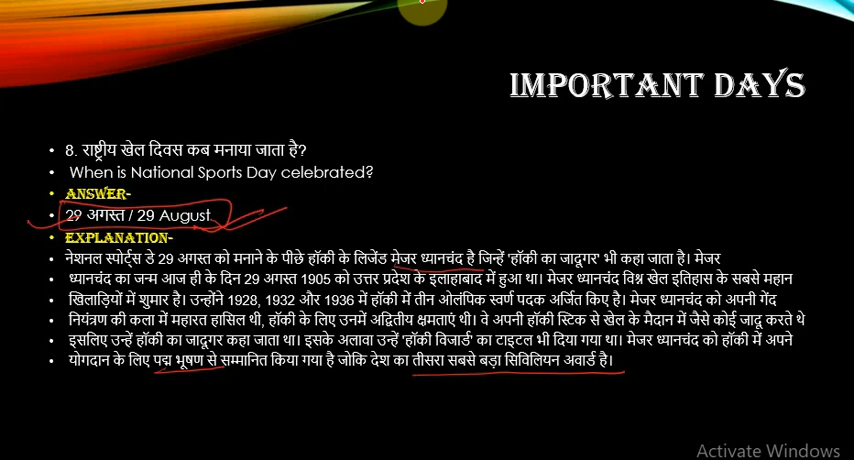 IMPORTANT DAYS
• 8. राष्ट्रीय खेल दिवस कब मनाया जाता है?
• When is National Sports Day celebrated?
• ANSWER-
• 29 अगस्त / 29 August
• EXPLANATION-
• नेशनल स्पोर्ट्स डे 29 अगस्त को मनाने के पीछे हॉकी के लिजेंड मेजर ध्यानचंद है जिन्हें 'हॉकी का जादूगर' भी कहा जाता है। मेजर
• ध्यानचंद का जन्म आज ही के दिन 29 अगस्त 1905 को उत्तर प्रदेश के इलाहाबाद में हुआ था। मेजर ध्यानचंद विश्व खेल इतिहास के सबसे महान
• खिलाड़ियों में शुमार है। उन्होंने 1928, 1932 और 1936 में हॉकी में तीन ओलंपिक स्वर्ण पदक अर्जित किए है। मेजर ध्यानचंद को अपनी गेंद
• नियंत्रण की कला में महारत हासिल थी, हॉकी के लिए उनमें अद्वितीय क्षमताएं थी। वे अपनी हॉकी स्टिक से खेल के मैदान में जैसे कोई जादू करते थे
• इसलिए उन्हें हॉकी का जादूगर कहा जाता था। इसके अलावा उन्हें 'हॉकी विजार्ड' का टाइटल भी दिया गया था। मेजर ध्यानचंद को हॉकी में अपने
• योगदान के लिए पद्म भूषण से सम्मानित किया गया है जोकि देश का तीसरा सबसे बड़ा सिविलियन अवार्ड है।
Activate Windows